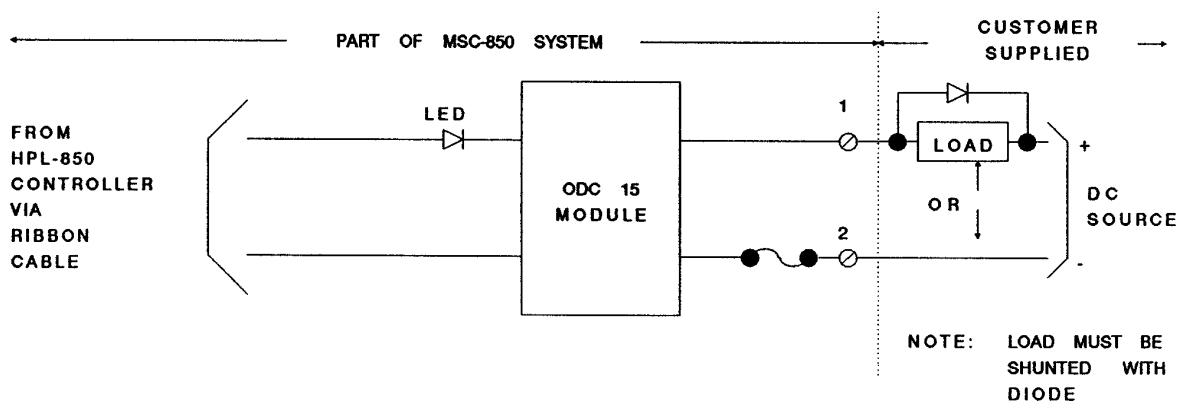 PART OF MSC-850 SYSTEM
CUSTOMER
SUPPLIED
FROM
HPL-850
CONTROLLER
VIA
RIBBON
CABLE
LED
ODC 15
MODULE
1
2
LOAD
OR
+
DC
SOURCE
-
NOTE: LOAD MUST BE
SHUNTED WITH
DIODE